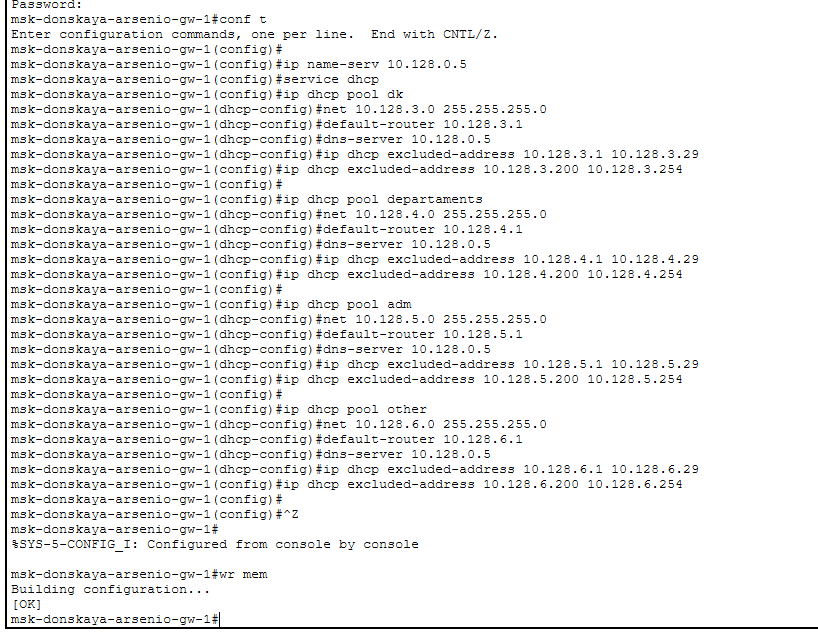 Password:
msk-donskaya-arsenio-gw-1#conf t
Enter configuration commands, one per line.  End with CNTL/Z.
msk-donskaya-arsenio-gw-1(config)#
msk-donskaya-arsenio-gw-1(config)#ip name-serv 10.128.0.5
msk-donskaya-arsenio-gw-1(config)#service dhcp
msk-donskaya-arsenio-gw-1(config)#ip dhcp pool dk
msk-donskaya-arsenio-gw-1(dhcp-config)#net 10.128.3.0 255.255.255.0
msk-donskaya-arsenio-gw-1(dhcp-config)#default-router 10.128.3.1
msk-donskaya-arsenio-gw-1(dhcp-config)#dns-server 10.128.0.5
msk-donskaya-arsenio-gw-1(dhcp-config)#ip dhcp excluded-address 10.128.3.1 10.128.3.29
msk-donskaya-arsenio-gw-1(config)#ip dhcp excluded-address 10.128.3.200 10.128.3.254
msk-donskaya-arsenio-gw-1(config)#
msk-donskaya-arsenio-gw-1(config)#ip dhcp pool departaments
msk-donskaya-arsenio-gw-1(dhcp-config)#net 10.128.4.0 255.255.255.0
msk-donskaya-arsenio-gw-1(dhcp-config)#default-router 10.128.4.1
msk-donskaya-arsenio-gw-1(dhcp-config)#dns-server 10.128.0.5
msk-donskaya-arsenio-gw-1(dhcp-config)#ip dhcp excluded-address 10.128.4.1 10.128.4.29
msk-donskaya-arsenio-gw-1(config)#ip dhcp excluded-address 10.128.4.200 10.128.4.254
msk-donskaya-arsenio-gw-1(config)#
msk-donskaya-arsenio-gw-1(config)#ip dhcp pool adm
msk-donskaya-arsenio-gw-1(dhcp-config)#net 10.128.5.0 255.255.255.0
msk-donskaya-arsenio-gw-1(dhcp-config)#default-router 10.128.5.1
msk-donskaya-arsenio-gw-1(dhcp-config)#dns-server 10.128.0.5
msk-donskaya-arsenio-gw-1(dhcp-config)#ip dhcp excluded-address 10.128.5.1 10.128.5.29
msk-donskaya-arsenio-gw-1(config)#ip dhcp excluded-address 10.128.5.200 10.128.5.254
msk-donskaya-arsenio-gw-1(config)#
msk-donskaya-arsenio-gw-1(config)#ip dhcp pool other
msk-donskaya-arsenio-gw-1(dhcp-config)#net 10.128.6.0 255.255.255.0
msk-donskaya-arsenio-gw-1(dhcp-config)#default-router 10.128.6.1
msk-donskaya-arsenio-gw-1(dhcp-config)#dns-server 10.128.0.5
msk-donskaya-arsenio-gw-1(dhcp-config)#ip dhcp excluded-address 10.128.6.1 10.128.6.29
msk-donskaya-arsenio-gw-1(config)#ip dhcp excluded-address 10.128.6.200 10.128.6.254
msk-donskaya-arsenio-gw-1(config)#
msk-donskaya-arsenio-gw-1(config)#^Z
msk-donskaya-arsenio-gw-1#
%SYS-5-CONFIG_I: Configured from console by console
msk-donskaya-arsenio-gw-1#wr mem
Building configuration...
[OK]
msk-donskaya-arsenio-gw-1#